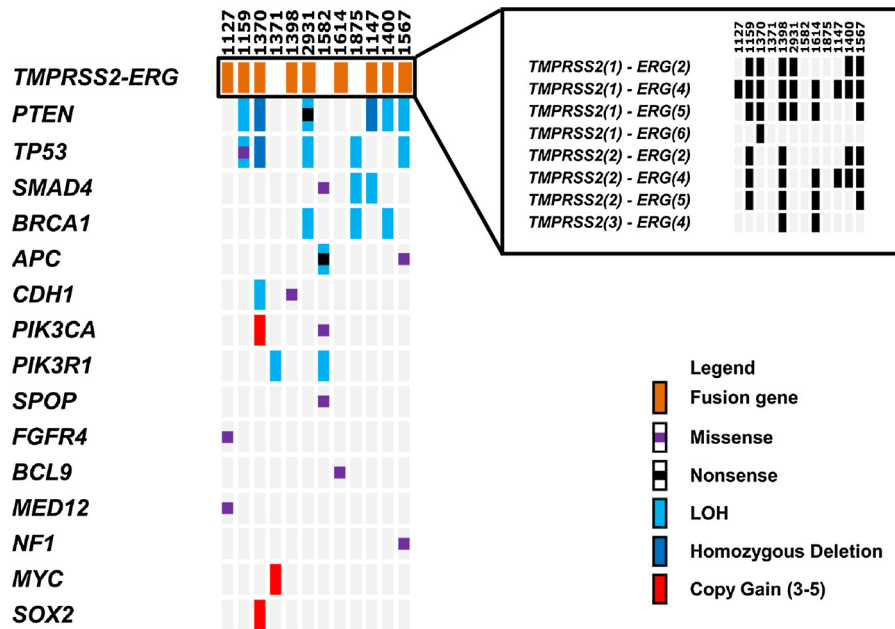 1127 1159 1370 1371 1398 2931 1582 1614 1875 1147 1400 1567
TMPRSS2-ERG
PTEN
TP53
SMAD4
BRCA1
APC
CDH1
PIK3CA
PIK3R1
SPOP
FGFR4
BCL9
MED12
NF1
MYC
SOX2
1127 1159 1370 1371 1398 2931 1582 1614 1875 1147 1400 1567
TMPRSS2(1) - ERG(2)
TMPRSS2(1) - ERG(4)
TMPRSS2(1) - ERG(5)
TMPRSS2(1) - ERG(6)
TMPRSS2(2) - ERG(2)
TMPRSS2(2) - ERG(4)
TMPRSS2(2) - ERG(5)
TMPRSS2(3) - ERG(4)
Legend
Fusion gene
Missense
Nonsense
LOH
Homozygous Deletion
Copy Gain (3-5)